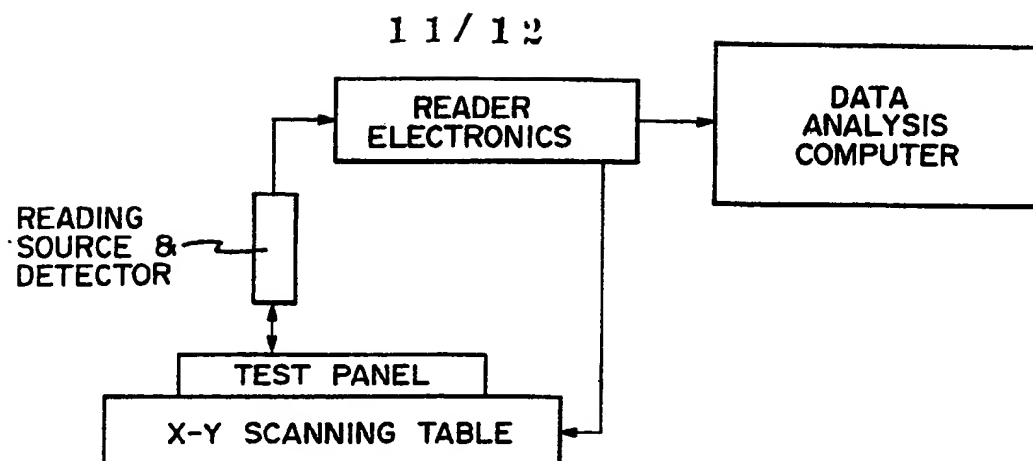 11/12
READER
ELECTRONICS
DATA
ANALYSIS
COMPUTER
READING
SOURCE &
DETECTOR
TEST PANEL
X-Y SCANNING TABLE